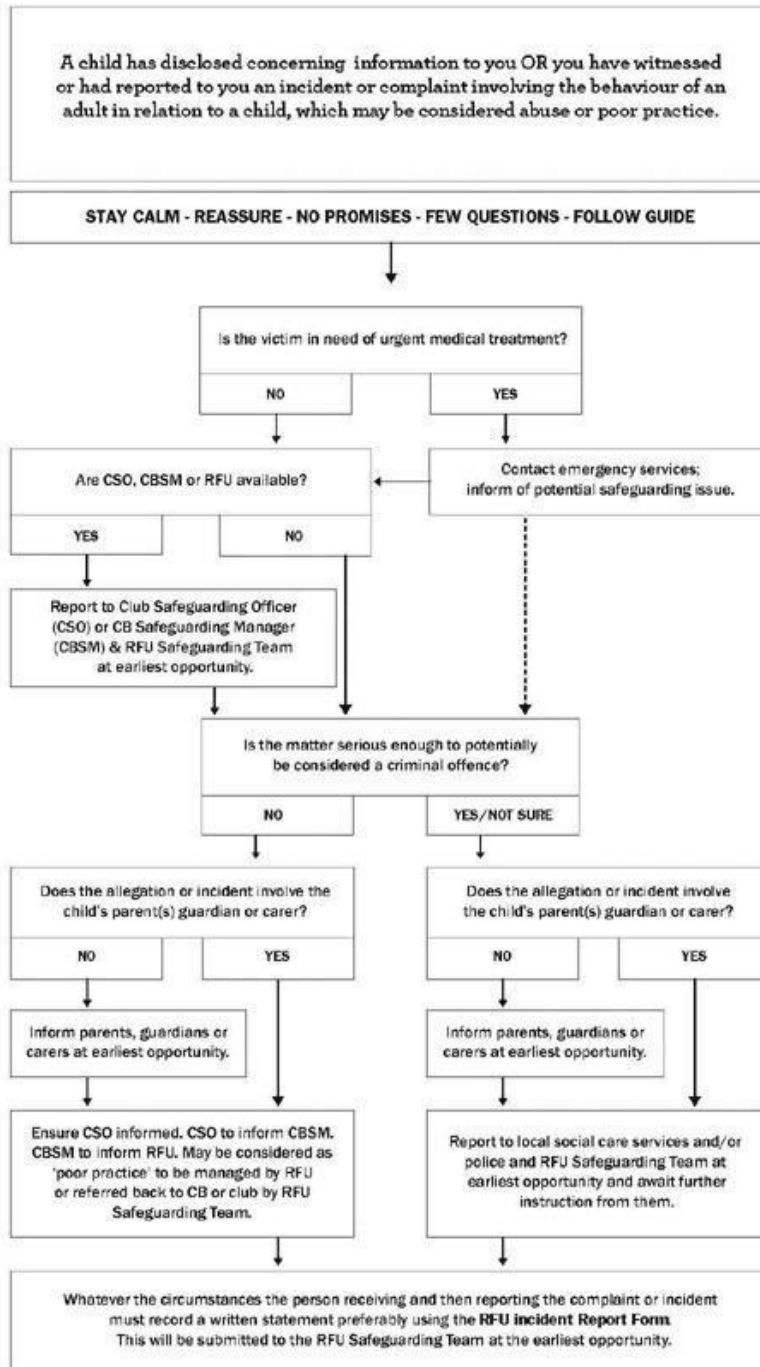 A child has disclosed concerning information to you OR you have witnessed
or had reported to you an incident or complaint involving the behaviour of an
adult in relation to a child, which may be considered abuse or poor practice.
STAY CALM - REASSURE - NO PROMISES - FEW QUESTIONS - FOLLOW GUIDE
Is the victim in need of urgent medical treatment?
NO
YES
Are CSO, CBSM or RFU available?
Contact emergency services;
inform of potential safeguarding issue.
YES
NO
Report to Club Safeguarding Officer
(CSO) or CB Safeguarding Manager
(CBSM) & RFU Safeguarding Team
at earliest opportunity.
Is the matter serious enough to potentially
be considered a criminal offence?
NO
YES/NOT SURE
Does the allegation or incident involve the
child's parent(s) guardian or carer?
Does the allegation or incident involve
the child's parent(s) guardian or carer?
NO
YES
NO
YES
Inform parents, guardians or
carers at earliest opportunity.
Inform parents, guardians or
carers at earliest opportunity.
Ensure CSO informed. CSO to inform CBSM.
CBSM to inform RFU. May be considered as
'poor practice' to be managed by RFU
or referred back to CB or club by RFU
Safeguarding Team.
Report to local social care services and/or
police and RFU Safeguarding Team at
earliest opportunity and await further
instruction from them.
Whatever the circumstances the person receiving and then reporting the complaint or incident
must record a written statement preferably using the RFU incident Report Form.
This will be submitted to the RFU Safeguarding Team at the earliest opportunity.